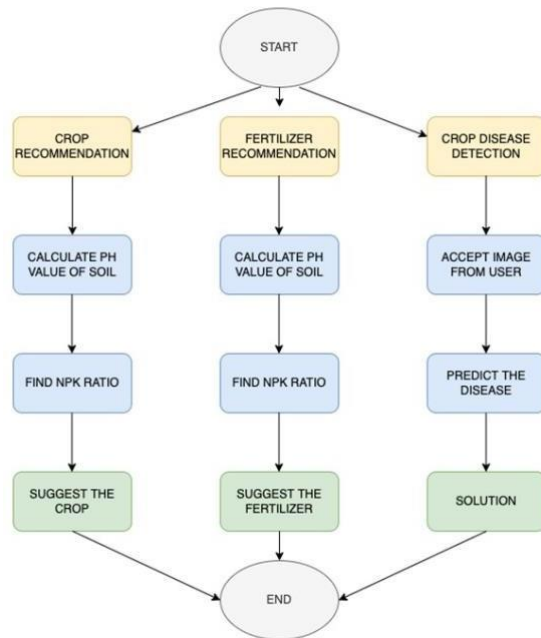 START
CROP
RECOMMENDATION
FERTILIZER
RECOMMENDATION
CROP DISEASE
DETECTION
CALCULATE PH
VALUE OF SOIL
CALCULATE PH
VALUE OF SOIL
ACCEPT IMAGE
FROM USER
FIND NPK RATIO
FIND NPK RATIO
PREDICT THE
DISEASE
SUGGEST THE
CROP
SUGGEST THE
FERTILIZER
SOLUTION
END